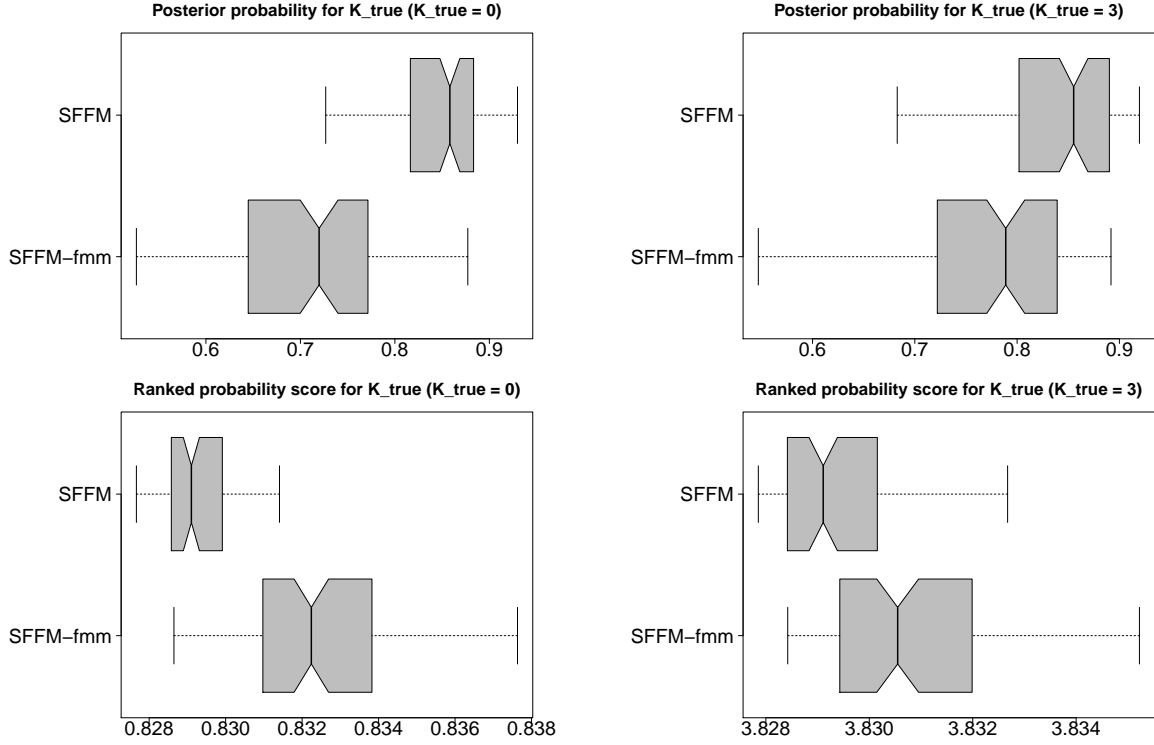 Posterior probability for K_true (K_true = 0)
SFFM
SFFM−fmm
0.6 0.7 0.8 0.9
Posterior probability for K_true (K_true = 3)
SFFM
SFFM−fmm
0.6 0.7 0.8 0.9
Ranked probability score for K_true (K_true = 0)
SFFM
SFFM−fmm
0.828 0.830 0.832 0.834 0.836 0.838
Ranked probability score for K_true (K_true = 3)
SFFM
SFFM−fmm
3.828 3.830 3.832 3.834